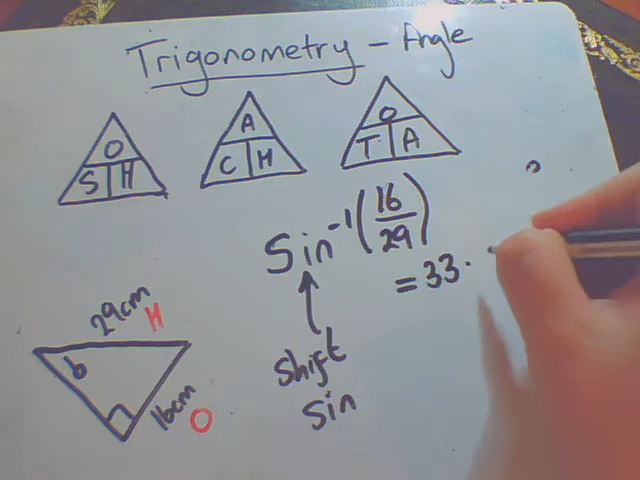 Trigonometry - Angle
O
S H
A
C H
O
T A
Sin⁻¹(16/29)
= 33.
Shift
Sin
29cm H
b
16cm O